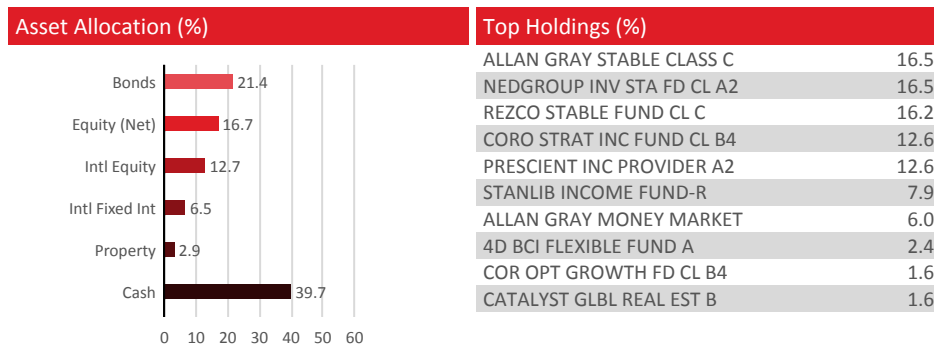 Asset Allocation (%)
Bonds 21.4
Equity (Net) 16.7
Intl Equity 12.7
Intl Fixed Int 6.5
Property 2.9
Cash 39.7
0 10 20 30 40 50 60
Top Holdings (%)
ALLAN GRAY STABLE CLASS C 16.5
NEDGROUP INV STA FD CL A2 16.5
REZCO STABLE FUND CL C 16.2
CORO STRAT INC FUND CL B4 12.6
PRESCIENT INC PROVIDER A2 12.6
STANLIB INCOME FUND-R 7.9
ALLAN GRAY MONEY MARKET 6.0
4D BCI FLEXIBLE FUND A 2.4
COR OPT GROWTH FD CL B4 1.6
CATALYST GLBL REAL EST B 1.6